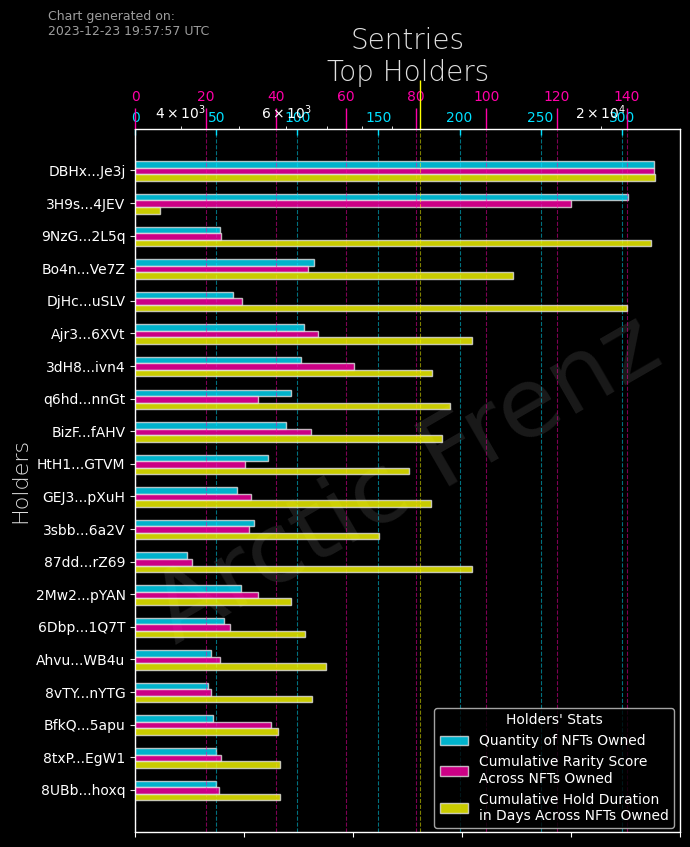 Chart generated on:
2023-12-23 19:57:57 UTC
Sentries
Top Holders
0 20 40 60 80 100 120 140
4 × 10³ 6 × 10³ 2 × 10⁴
0 50 100 150 200 250 300
DBHx...Je3j
3H9s...4JEV
9NzG...2L5q
Bo4n...Ve7Z
DjHc...uSLV
Ajr3...6XVt
3dH8...ivn4
q6hd...nnGt
BizF...fAHV
HtH1...GTVM
GEJ3...pXuH
3sbb...6a2V
87dd...rZ69
2Mw2...pYAN
6Dbp...1Q7T
Ahvu...WB4u
8vTY...nYTG
BfkQ...5apu
8txP...EgW1
8UBb...hoxq
Holders
Arctic Frenz
Holders' Stats
Quantity of NFTs Owned
Cumulative Rarity Score
Across NFTs Owned
Cumulative Hold Duration
in Days Across NFTs Owned